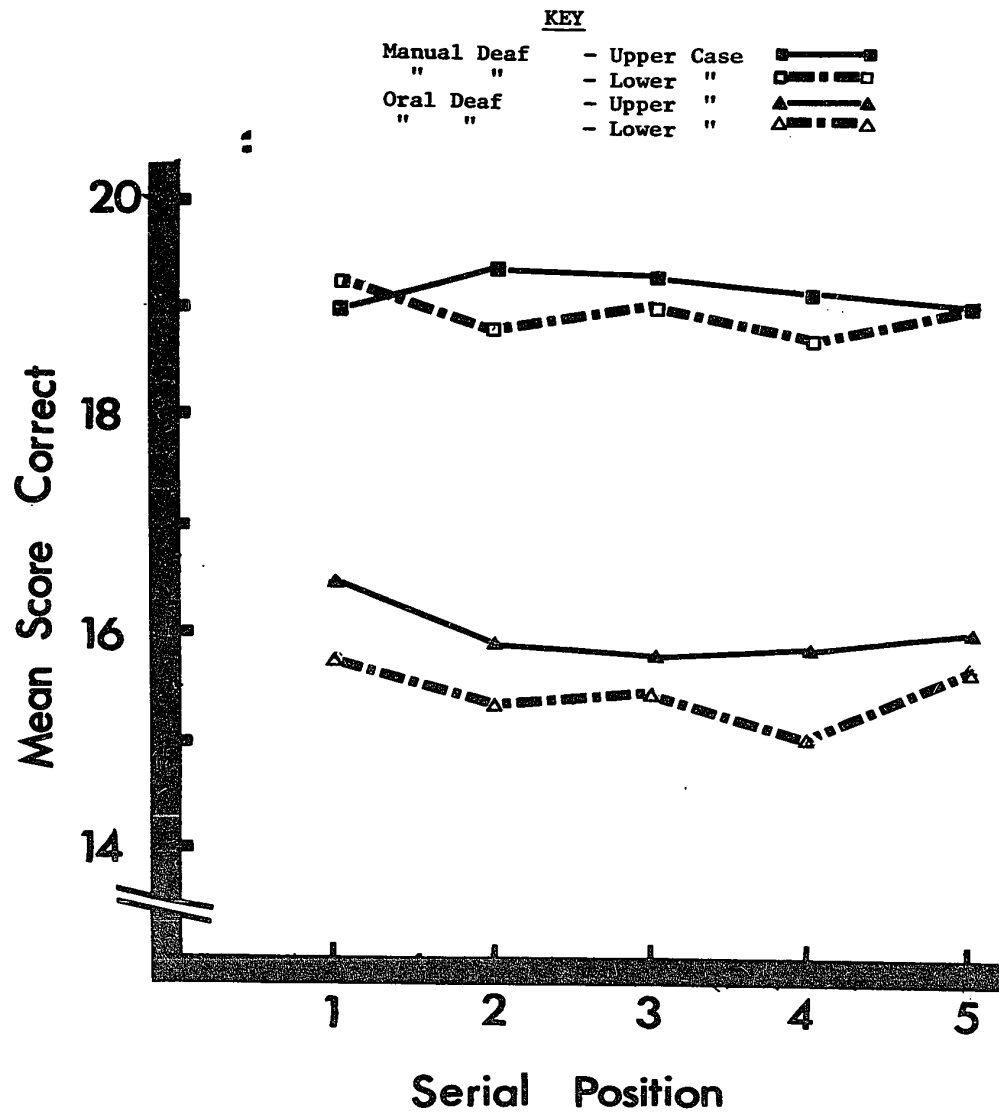 KEY
Manual Deaf - Upper Case
" " - Lower "
Oral Deaf - Upper "
" " - Lower "
20
18
16
14
Mean Score Correct
1 2 3 4 5
Serial Position